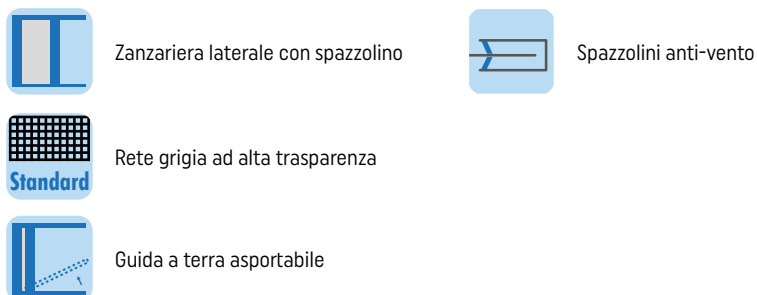 Zanzariera laterale con spazzolino
Spazzolini anti-vento
Standard
Rete grigia ad alta trasparenza
Guida a terra asportabile